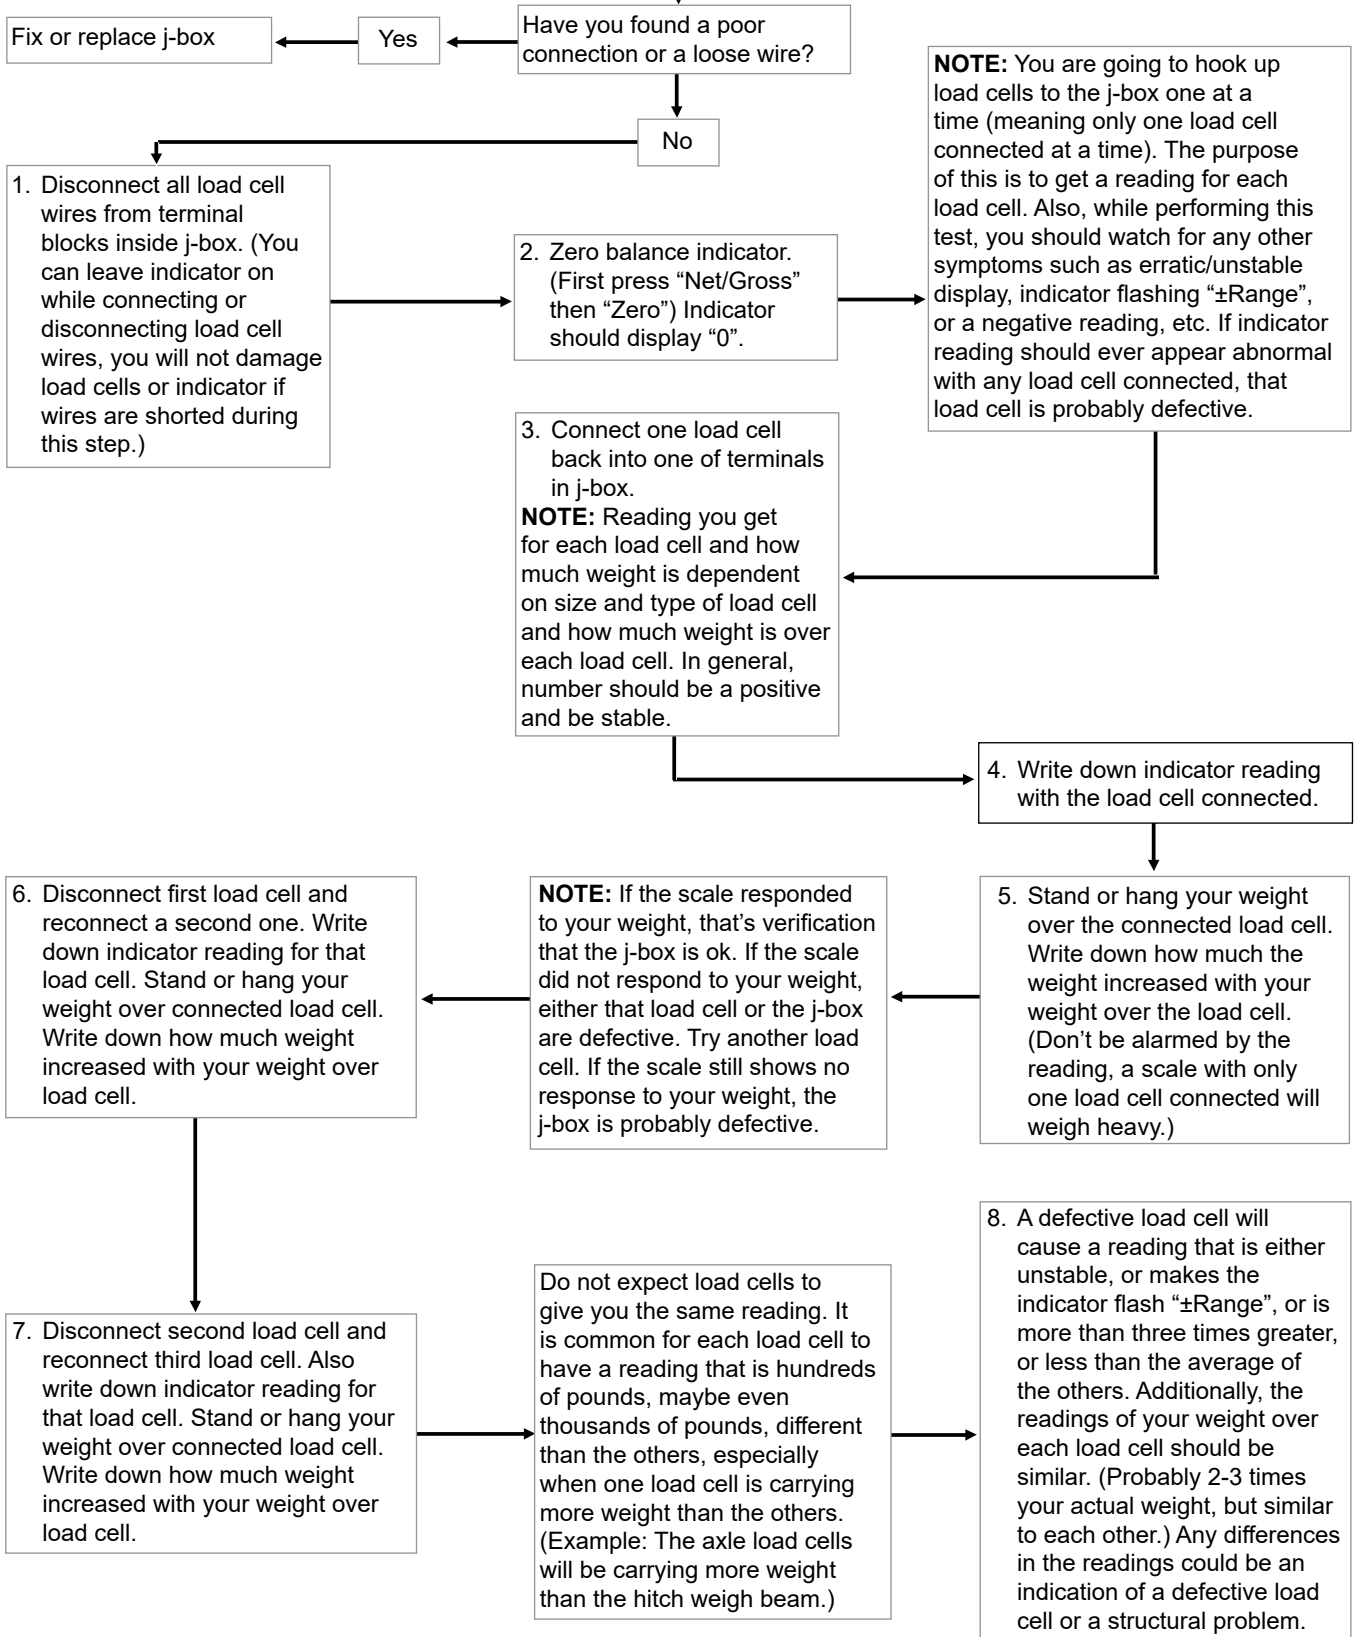 Have you found a poor
connection or a loose wire?
Yes
Fix or replace j-box
No
1. Disconnect all load cell
wires from terminal
blocks inside j-box. (You
can leave indicator on
while connecting or
disconnecting load cell
wires, you will not damage
load cells or indicator if
wires are shorted during
this step.)
2. Zero balance indicator.
(First press “Net/Gross”
then “Zero”) Indicator
should display “0”.
NOTE: You are going to hook up
load cells to the j-box one at a
time (meaning only one load cell
connected at a time). The purpose
of this is to get a reading for each
load cell. Also, while performing this
test, you should watch for any other
symptoms such as erratic/unstable
display, indicator flashing “±Range”,
or a negative reading, etc. If indicator
reading should ever appear abnormal
with any load cell connected, that
load cell is probably defective.
3. Connect one load cell
back into one of terminals
in j-box.
NOTE: Reading you get
for each load cell and how
much weight is dependent
on size and type of load cell
and how much weight is over
each load cell. In general,
number should be a positive
and be stable.
4. Write down indicator reading
with the load cell connected.
5. Stand or hang your weight
over the connected load cell.
Write down how much the
weight increased with your
weight over the load cell.
(Don’t be alarmed by the
reading, a scale with only
one load cell connected will
weigh heavy.)
NOTE: If the scale responded
to your weight, that’s verification
that the j-box is ok. If the scale
did not respond to your weight,
either that load cell or the j-box
are defective. Try another load
cell. If the scale still shows no
response to your weight, the
j-box is probably defective.
6. Disconnect first load cell and
reconnect a second one. Write
down indicator reading for that
load cell. Stand or hang your
weight over connected load cell.
Write down how much weight
increased with your weight over
load cell.
7. Disconnect second load cell and
reconnect third load cell. Also
write down indicator reading for
that load cell. Stand or hang your
weight over connected load cell.
Write down how much weight
increased with your weight over
load cell.
Do not expect load cells to
give you the same reading. It
is common for each load cell to
have a reading that is hundreds
of pounds, maybe even
thousands of pounds, different
than the others, especially
when one load cell is carrying
more weight than the others.
(Example: The axle load cells
will be carrying more weight
than the hitch weigh beam.)
8. A defective load cell will
cause a reading that is either
unstable, or makes the
indicator flash “±Range”, or is
more than three times greater,
or less than the average of
the others. Additionally, the
readings of your weight over
each load cell should be
similar. (Probably 2-3 times
your actual weight, but similar
to each other.) Any differences
in the readings could be an
indication of a defective load
cell or a structural problem.